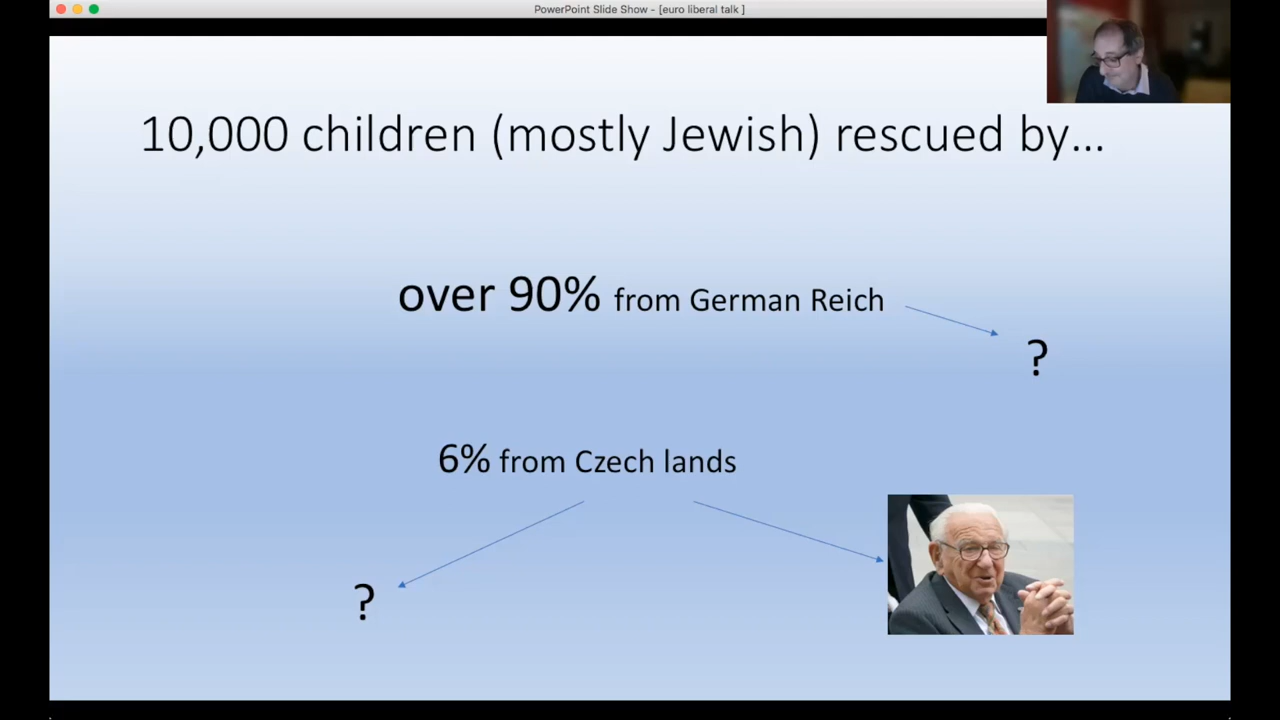 PowerPoint Slide Show - [euro liberal talk ]
10,000 children (mostly Jewish) rescued by...
over 90% from German Reich
?
6% from Czech lands
?